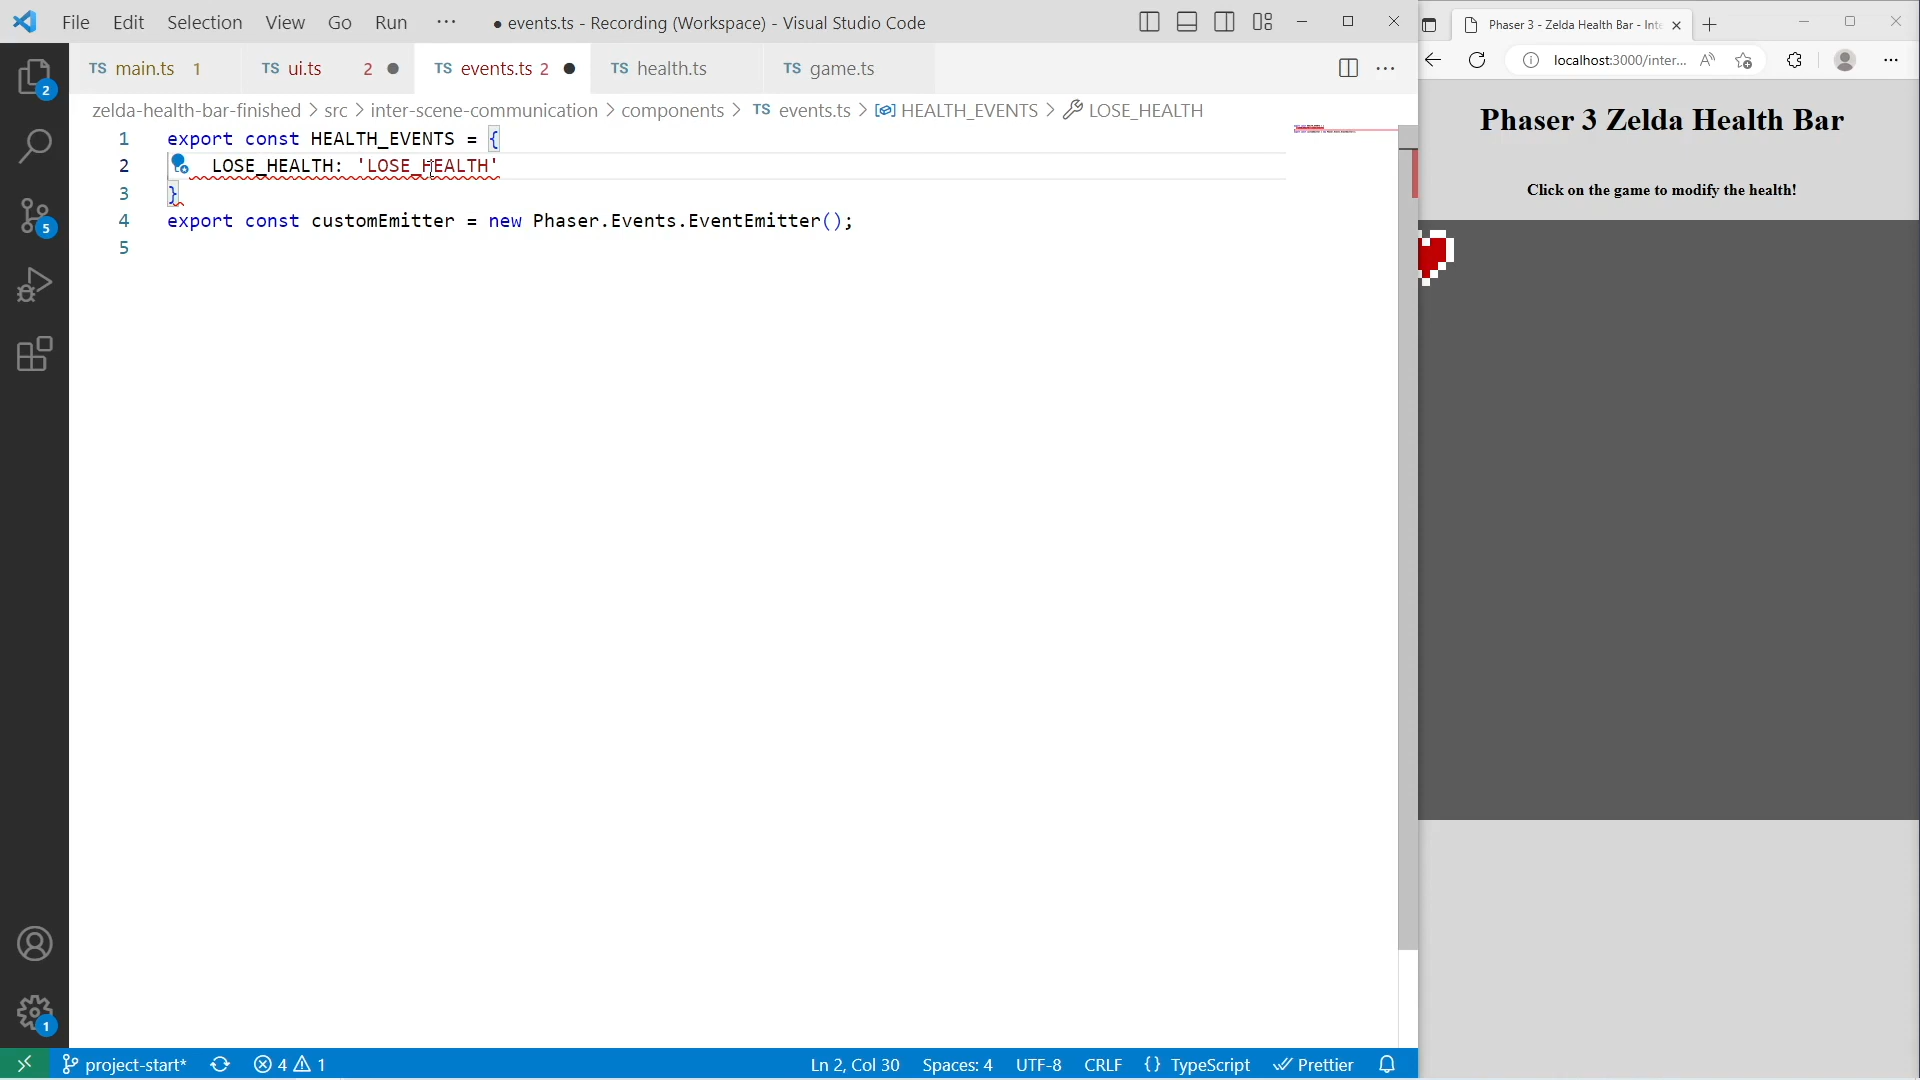 File Edit Selection View Go Run ··· ● events.ts - Recording (Workspace) - Visual Studio Code
TS main.ts 1 TS ui.ts 2 ● TS events.ts 2 ● TS health.ts TS game.ts
zelda-health-bar-finished > src > inter-scene-communication > components > TS events.ts > HEALTH_EVENTS > LOSE_HEALTH
1 export const HEALTH_EVENTS = {
2 LOSE_HEALTH: 'LOSE_HEALTH'
3 }
4 export const customEmitter = new Phaser.Events.EventEmitter();
5
2
5
1
project-start* 4 1 Ln 2, Col 30 Spaces: 4 UTF-8 CRLF {} TypeScript Prettier
Phaser 3 - Zelda Health Bar - Inte
localhost:3000/inter...
Phaser 3 Zelda Health Bar
Click on the game to modify the health!